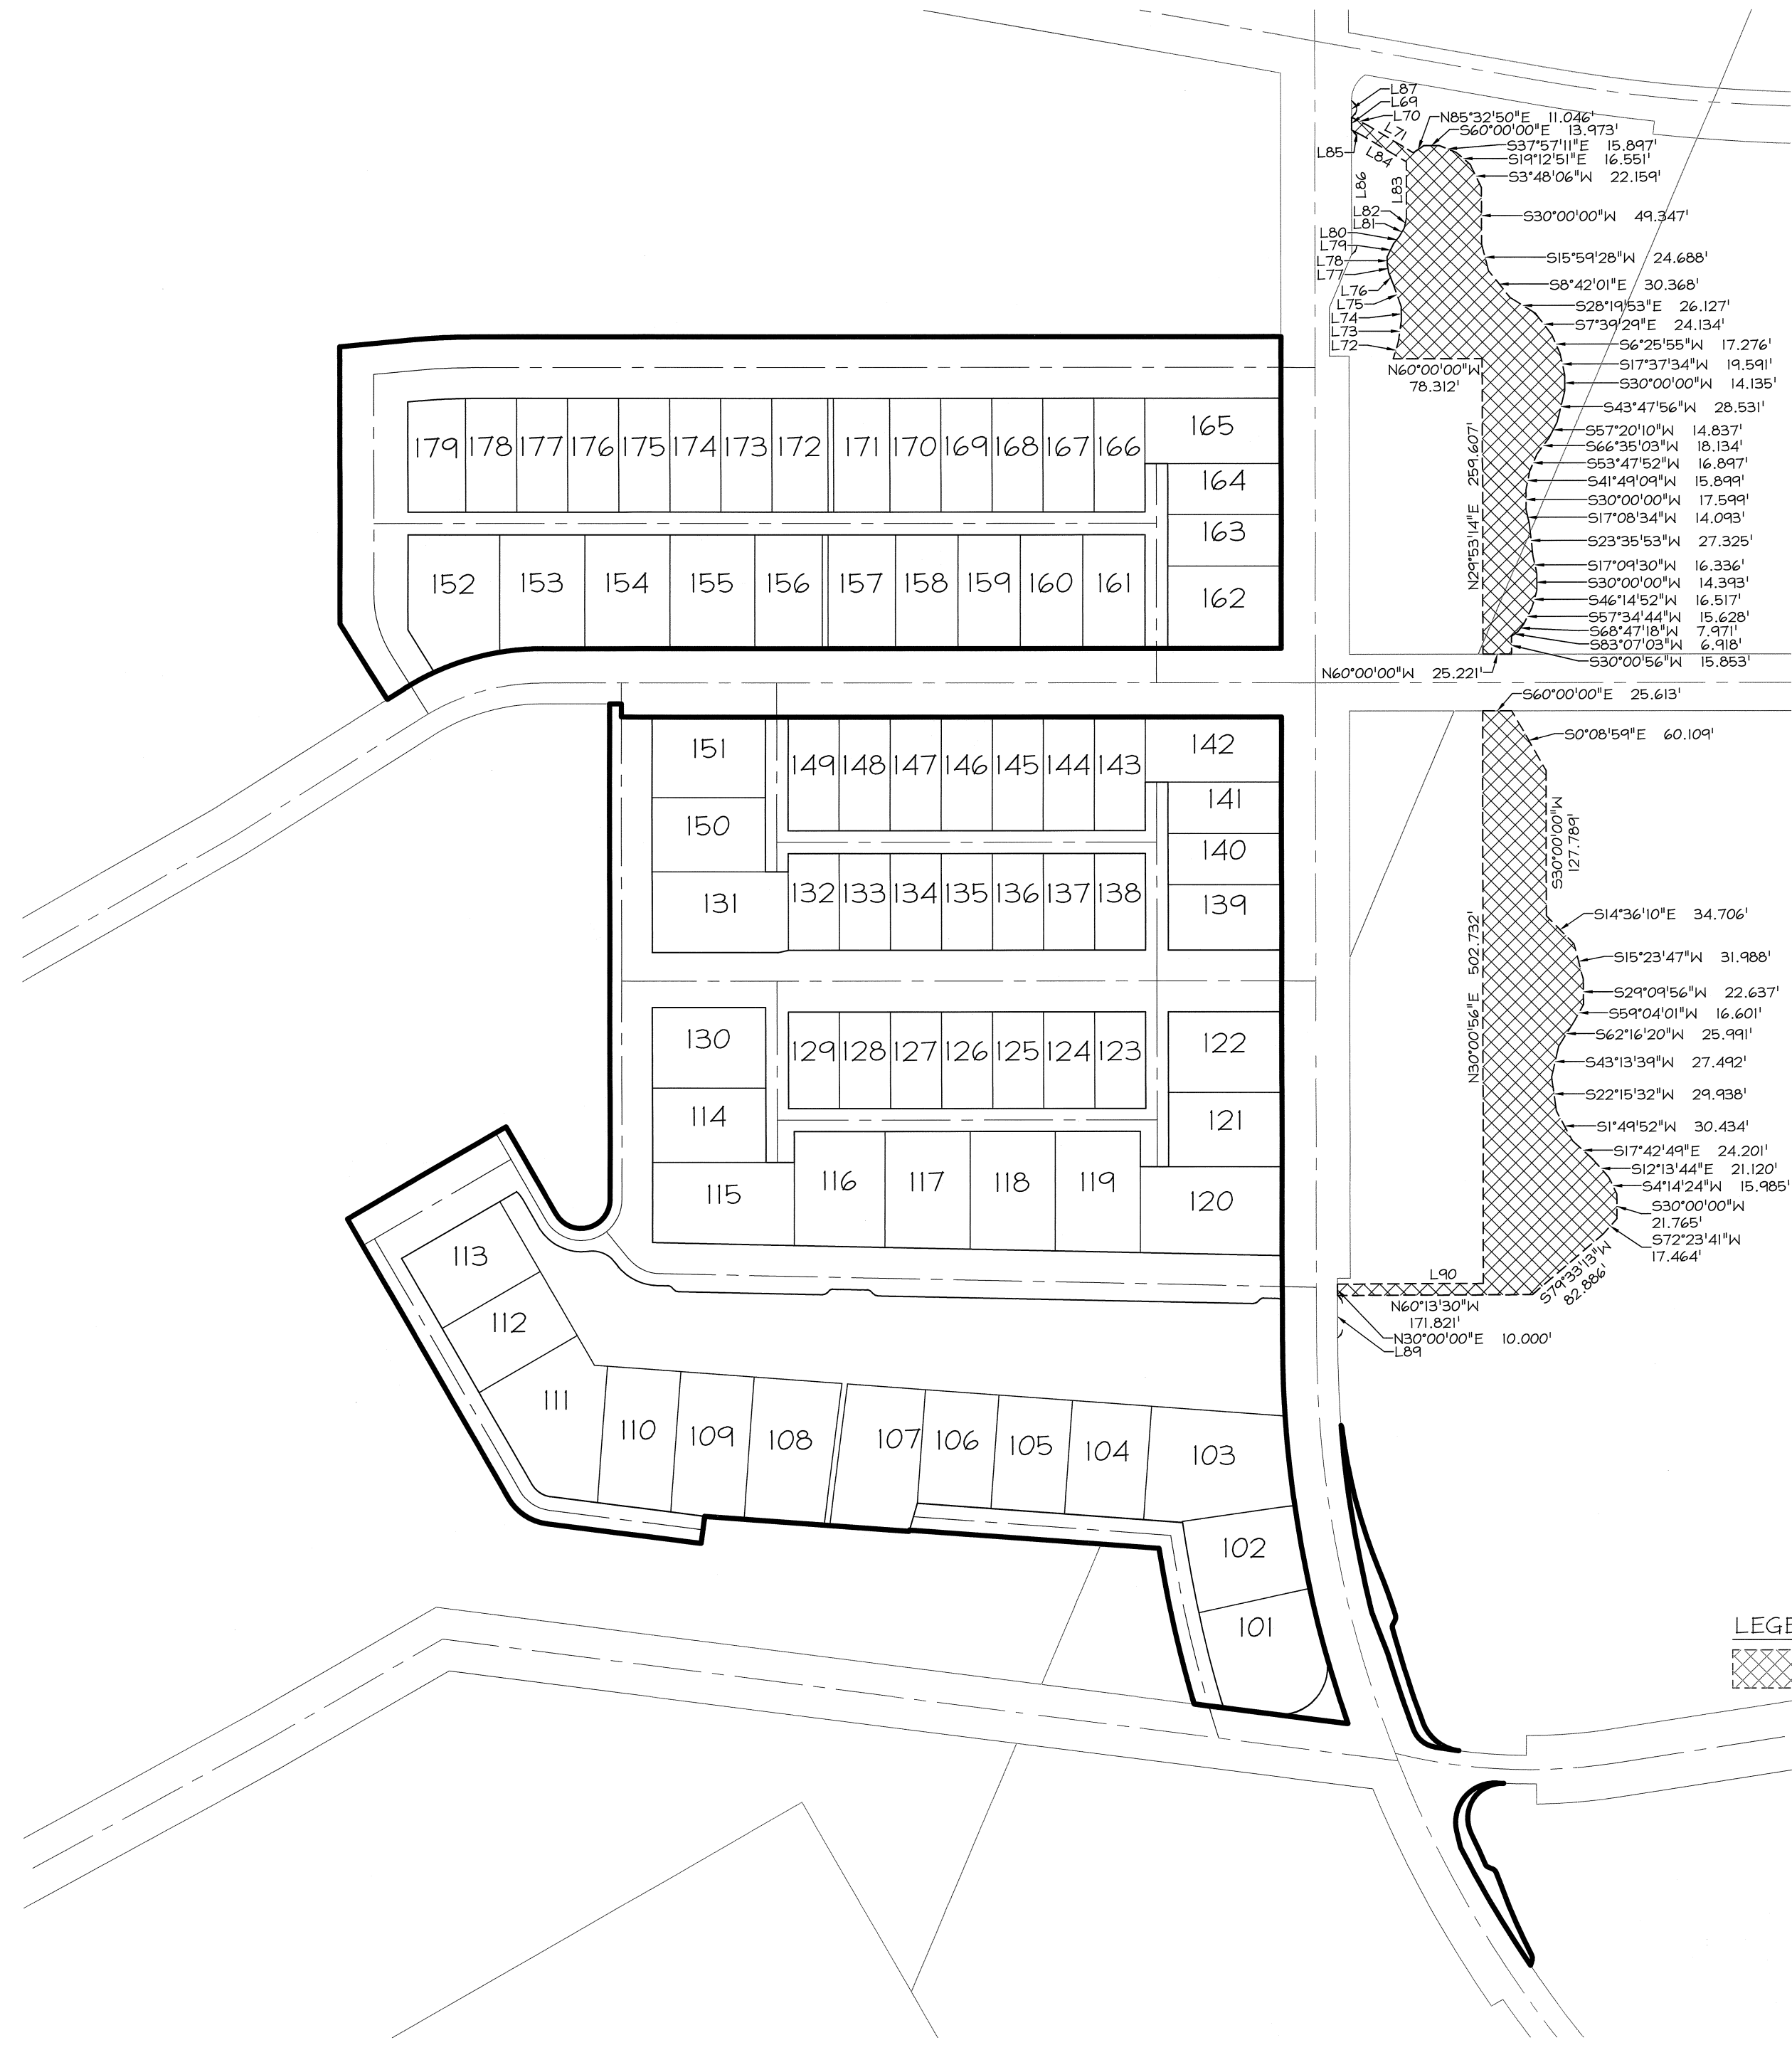 L87
L69
L70
L71
L85
L84
L86
L83
L82
L81
L80
L79
L78
L77
L76
L75
L74
L73
L72
N85°32'50"E 11.046'
S60°00'00"E 13.973'
S37°57'11"E 15.897'
S19°12'51"E 16.551'
S3°48'06"W 22.159'
S30°00'00"W 49.347'
S15°59'28"W 24.688'
S8°42'01"E 30.368'
S28°19'53"E 26.127'
S7°39'29"E 24.134'
S6°25'55"W 17.276'
S17°37'34"W 19.591'
S30°00'00"W 14.135'
S43°47'56"W 28.531'
S57°20'10"W 14.837'
S66°35'03"W 18.134'
S53°47'52"W 16.897'
S41°49'09"W 15.899'
S30°00'00"W 17.599'
S17°08'34"W 14.093'
S23°35'53"W 27.325'
S17°09'30"W 16.336'
S30°00'00"W 14.393'
S46°14'52"W 16.517'
S57°34'44"W 15.628'
S68°47'18"W 7.971'
S83°07'03"W 6.918'
S30°00'56"W 15.853'
N60°00'00"W
78.312'
N29°53'14"E 259.607'
N60°00'00"W 25.221'
179 178 177 176 175 174 173 172 171 170 169 168 167 166 165
164
163
152 153 154 155 156 157 158 159 160 161 162
S60°00'00"E 25.613'
S0°08'59"E 60.109'
S30°00'00"W
127.789'
S14°36'10"E 34.706'
S15°23'47"W 31.988'
S29°09'56"W 22.637'
S59°04'01"W 16.601'
S62°16'20"W 25.991'
S43°13'39"W 27.492'
S22°15'32"W 29.938'
S1°49'52"W 30.434'
S17°42'49"E 24.201'
S12°13'44"E 21.120'
S4°14'24"W 15.985'
S30°00'00"W
21.765'
S72°23'41"W
17.464'
S79°33'13"W
82.886'
N30°00'56"E 502.732'
L90
N60°13'30"W
171.821'
N30°00'00"E 10.000'
L89
151 149 148 147 146 145 144 143 142
141
150
140
131 132 133 134 135 136 137 138 139
130 129 128 127 126 125 124 123 122
114 121
115 116 117 118 119 120
113
112
111 110 109 108 107 106 105 104 103
102
101
LEGE